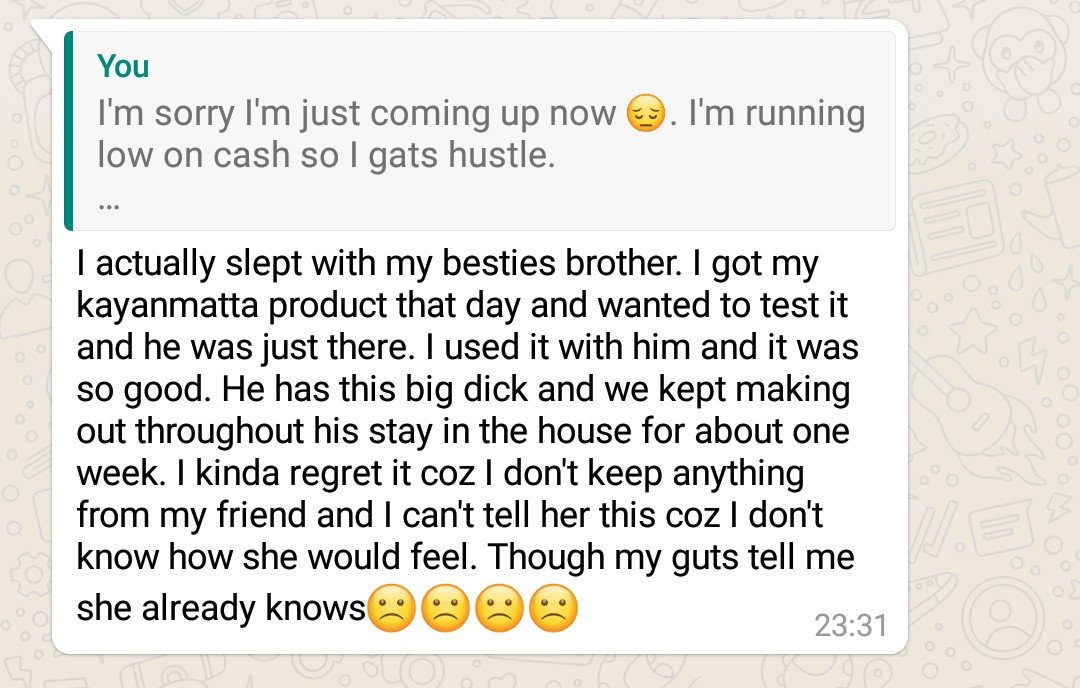 You
I'm sorry I'm just coming up now 😔. I'm running
low on cash so I gats hustle.
...
I actually slept with my besties brother. I got my
kayanmatta product that day and wanted to test it
and he was just there. I used it with him and it was
so good. He has this big dick and we kept making
out throughout his stay in the house for about one
week. I kinda regret it coz I don't keep anything
from my friend and I can't tell her this coz I don't
know how she would feel. Though my guts tell me
she already knows🙁🙁🙁🙁
23:31